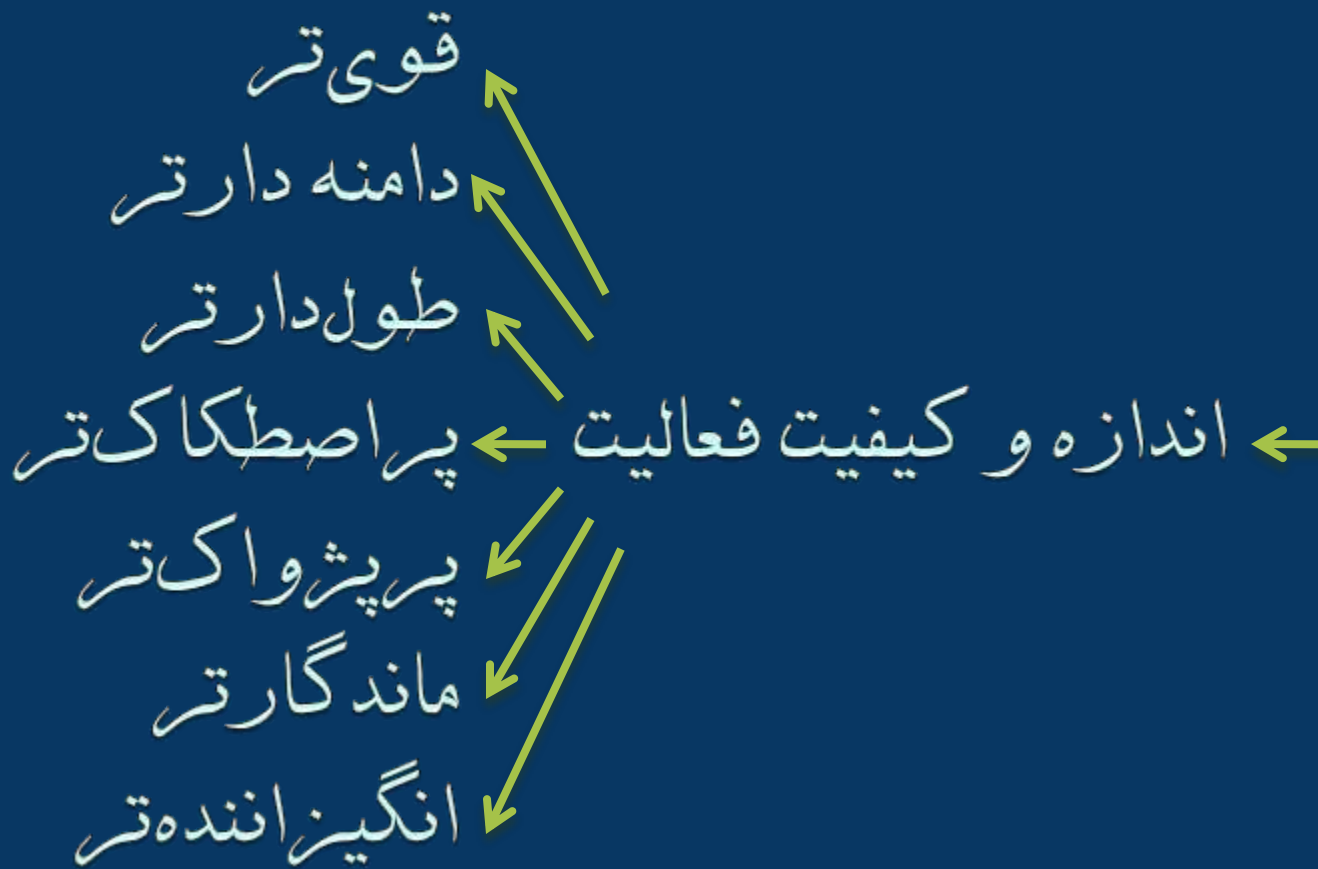 اندازه و کیفیت فعالیت
قوی‌تر
دامنه دارتر
طول‌دارتر
پراصطکاک‌تر
پرپژواک‌تر
ماندگارتر
انگیزاننده‌تر